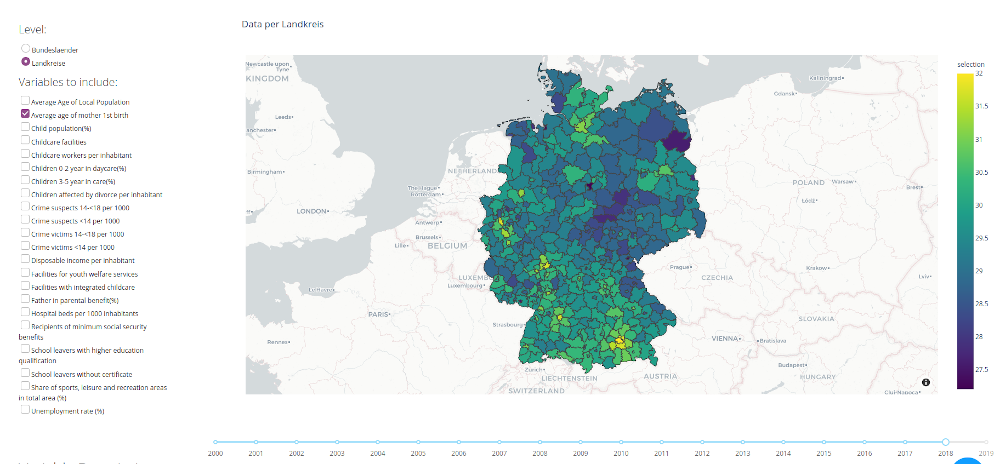 Level:
Bundeslaender
Landkreise
Variables to include:
Average Age of Local Population
Average age of mother 1st birth
Child population(%)
Childcare facilities
Childcare workers per inhabitant
Children 0-2 year in daycare(%)
Children 3-5 year in care(%)
Children affected by divorce per inhabitant
Crime suspects 14-<18 per 1000
Crime suspects <14 per 1000
Crime victims 14-<18 per 1000
Crime victims <14 per 1000
Disposable income per inhabitant
Facilities for youth welfare services
Facilities with integrated childcare
Father in parental benefit(%)
Hospital beds per 1000 inhabitants
Recipients of minimum social security
benefits
School leavers with higher education
qualification
School leavers without certificate
Share of sports, leisure and recreation areas
in total area (%)
Unemployment rate (%)
Data per Landkreis
Newcastle upon
Tyne
KINGDOM
Leeds
Birmingham
LONDON
NETHERLAND
The Hague
Rotterdam
Antwerp
Brussels
Lille
BELGIUM
LUXEMB
Luxembourg
Le Havre
PARIS
Rennes
Strasbourg
Zurich
LIECHTENSTEIN
SWITZERLAND
AUSTRIA
VIENNA
Bratislava
Budapest
HUNGARY
SLOVAKIA
CZECHIA
Prague
POLAND
Warsaw
Łódź
Brest
Krakow
Lviv
Kaliningrad
Gdansk
Cluj-Napoca
selection
32
31.5
31
30.5
30
29.5
29
28.5
28
27.5
2000
2001
2002
2003
2004
2005
2006
2007
2008
2009
2010
2011
2012
2013
2014
2015
2016
2017
2018
2019